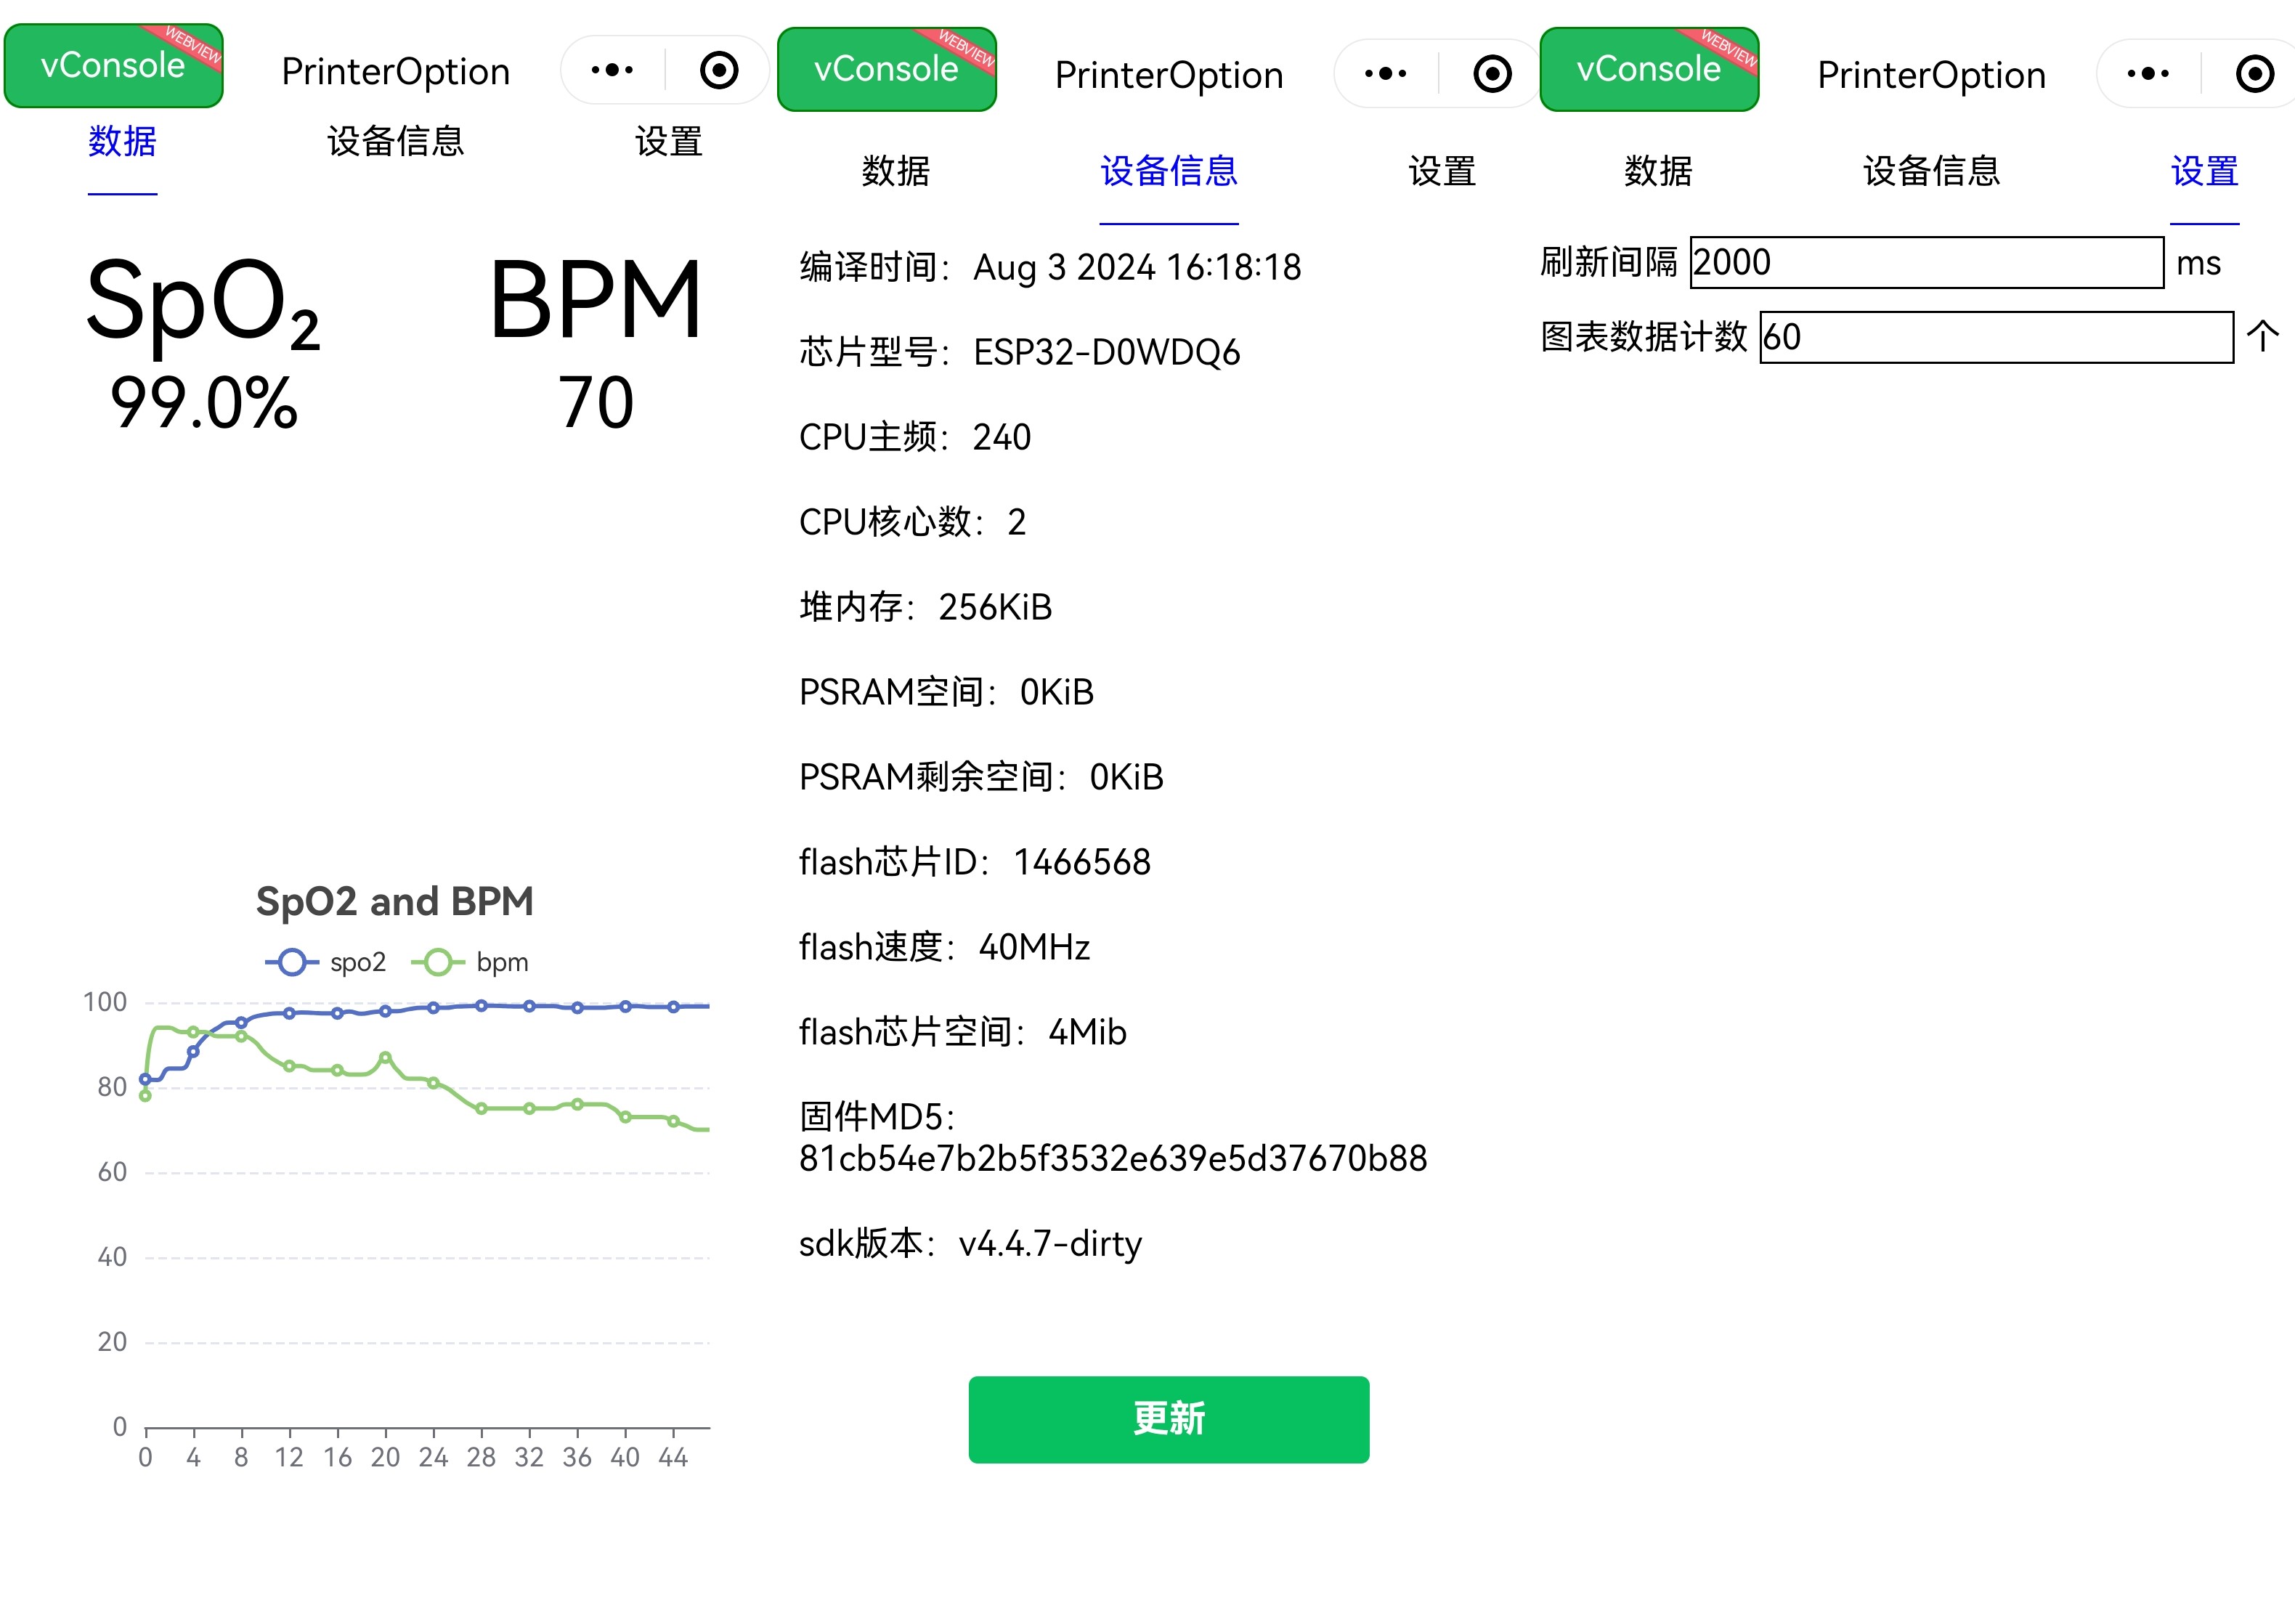 vConsole
WEBVIEW
PrinterOption
数据
设备信息
设置
SpO₂
BPM
99.0%
70
SpO2 and BPM
spo2
bpm
100
80
60
40
20
0
0 4 8 12 16 20 24 28 32 36 40 44
vConsole
WEBVIEW
PrinterOption
数据
设备信息
设置
编译时间：Aug 3 2024 16:18:18
芯片型号：ESP32-D0WDQ6
CPU主频：240
CPU核心数：2
堆内存：256KiB
PSRAM空间：0KiB
PSRAM剩余空间：0KiB
flash芯片ID：1466568
flash速度：40MHz
flash芯片空间：4Mib
固件MD5：
81cb54e7b2b5f3532e639e5d37670b88
sdk版本：v4.4.7-dirty
更新
vConsole
WEBVIEW
PrinterOption
数据
设备信息
设置
刷新间隔 2000 ms
图表数据计数 60 个